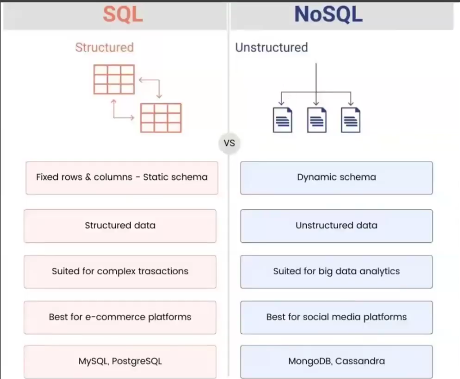 SQL
NoSQL
Structured
Unstructured
VS
Fixed rows & columns - Static schema
Dynamic schema
Structured data
Unstructured data
Suited for complex trasactions
Suited for big data analytics
Best for e-commerce platforms
Best for social media platforms
MySQL, PostgreSQL
MongoDB, Cassandra